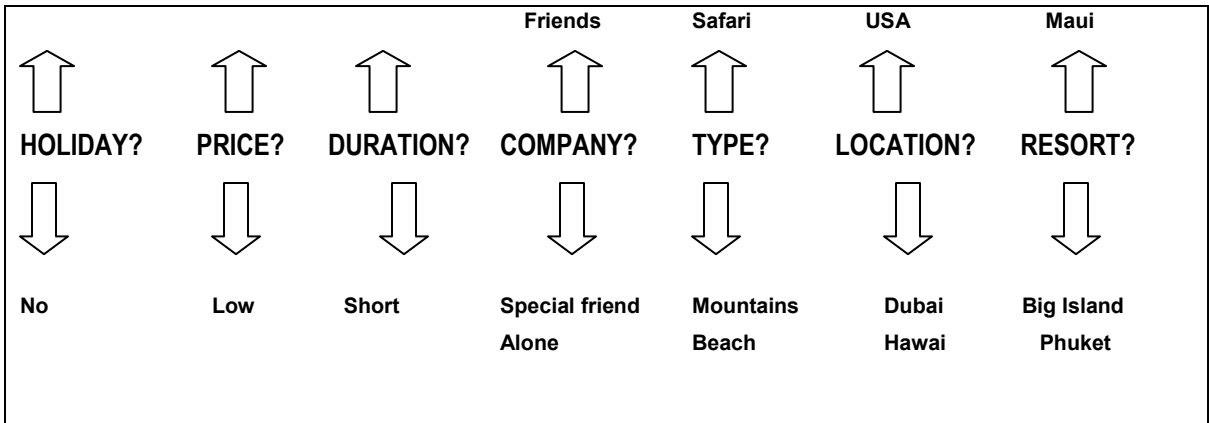 Friends Safari USA Maui
HOLIDAY? PRICE? DURATION? COMPANY? TYPE? LOCATION? RESORT?
No Low Short Special friend Mountains Dubai Big Island
Alone Beach Hawai Phuket